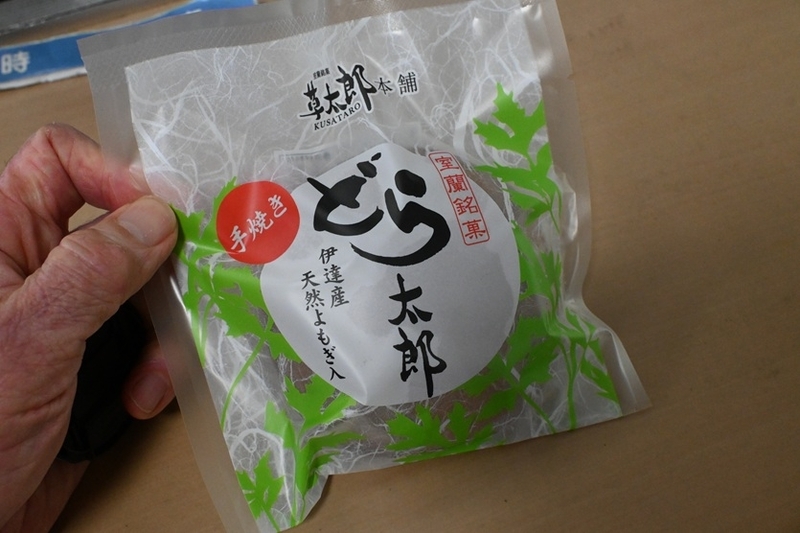 時
草太郎本舗
KUSATARO
室蘭銘菓
どら
太郎
手焼き
伊達産
天然よもぎ入